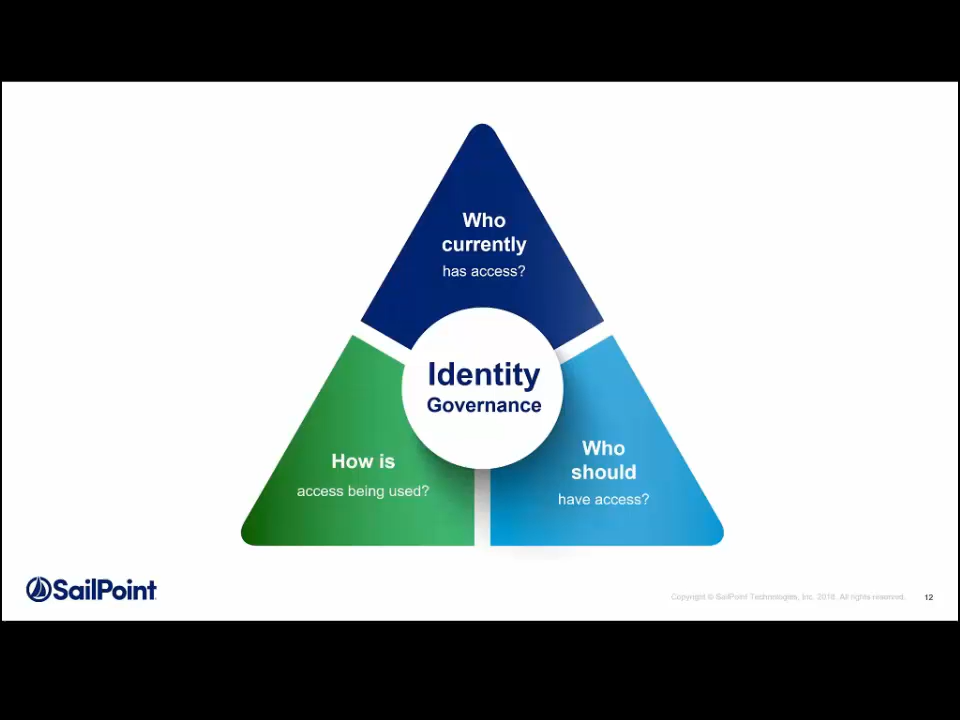 Who
currently
has access?
Identity
Governance
How is
access being used?
Who
should
have access?
SailPoint
Copyright © SailPoint Technologies, Inc. 2018. All rights reserved.
12